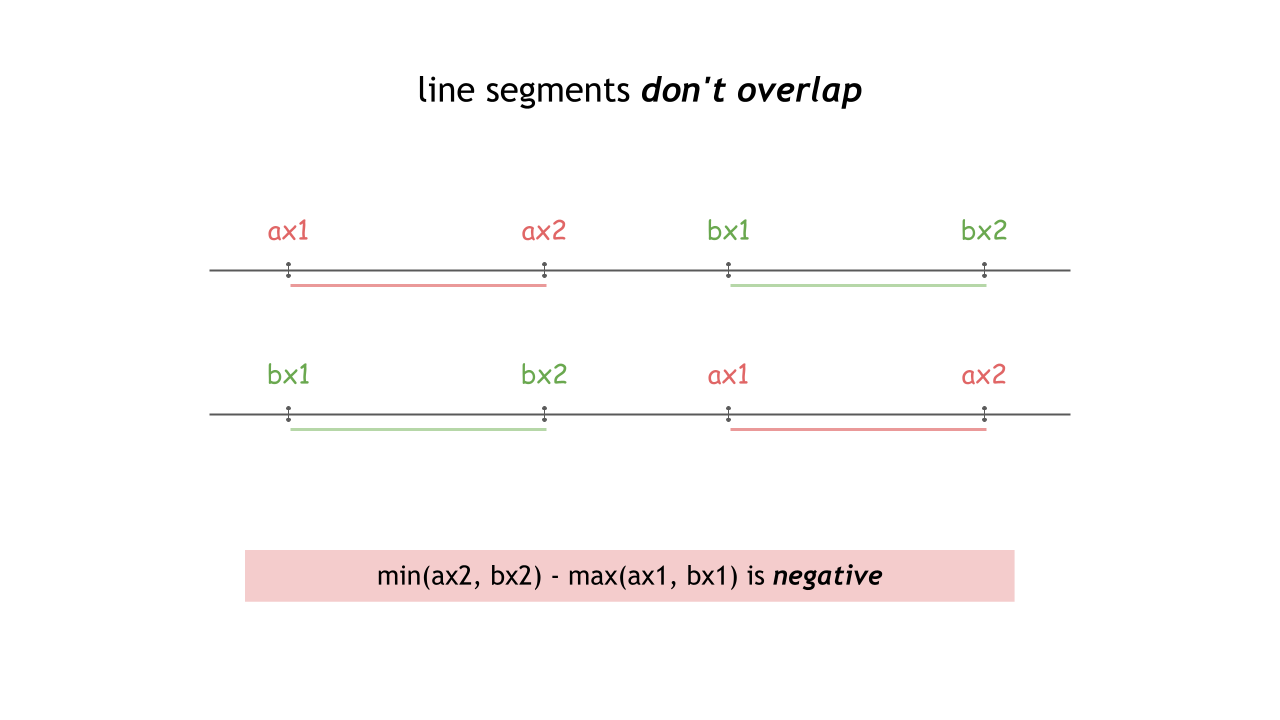 line segments don't overlap
ax1 ax2 bx1 bx2
bx1 bx2 ax1 ax2
min(ax2, bx2) - max(ax1, bx1) is negative